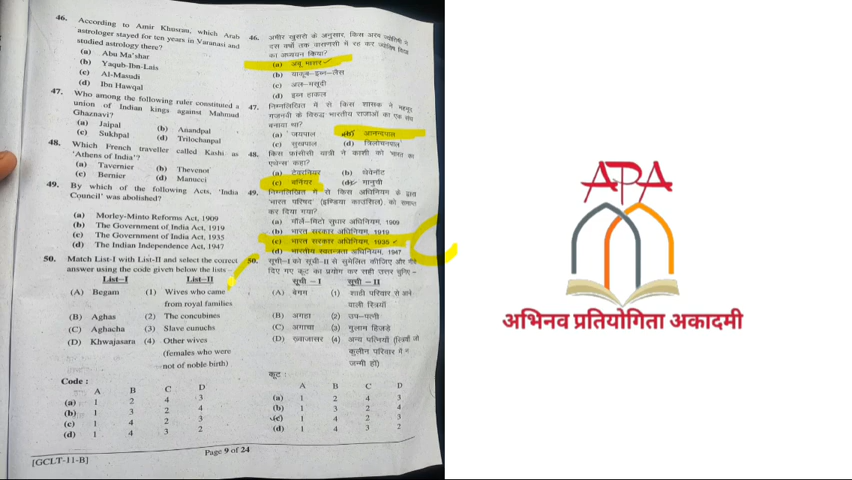 46. According to Amir Khusrau, which Arab
astrologer stayed for ten years in Varanasi and
studied astrology there?
(a) Abu Ma'shar
(b) Yaqub-Ibn-Lais
(c) Al-Masudi
(d) Ibn Hawqal
47. Who among the following ruler constituted a
union of Indian kings against Mahmud
Ghaznavi?
(a) Jaipal (b) Anandpal
(c) Sukhpal (d) Trilochanpal
48. Which French traveller called Kashi as
'Athens of India'?
(a) Tavernier (b) Thevenot
(c) Bernier (d) Manucci
49. By which of the following Acts, 'India
Council' was abolished?
(a) Morley-Minto Reforms Act, 1909
(b) The Government of India Act, 1919
(c) The Government of India Act, 1935
(d) The Indian Independence Act, 1947
50. Match List-I with List-II and select the correct
answer using the code given below the lists –
List-I List-II
(A) Begam (1) Wives who came
from royal families
(B) Aghas (2) The concubines
(C) Aghacha (3) Slave eunuchs
(D) Khwajasara (4) Other wives
(females who were
not of noble birth)
Code :
A B C D
(a) 1 2 4 3
(b) 1 3 2 4
(c) 1 4 2 3
(d) 1 4 3 2
46. अमीर खुसरो के अनुसार, किस अरब ज्योतिषी ने
दस वर्षों तक वाराणसी में रह कर ज्योतिष विद्या
का अध्ययन किया?
(a) अबू माशर
(b) याकूब-इब्न-लैस
(c) अल-मसूदी
(d) इब्न हाकल
47. निम्नलिखित में से किस शासक ने महमूद
गजनवी के विरुद्ध भारतीय राजाओं का एक संघ
बनाया था?
(a) जयपाल (b) आनन्दपाल
(c) सुखपाल (d) त्रिलोचनपाल
48. किस फ्रांसीसी यात्री ने काशी को 'भारत का
एथेन्स' कहा?
(a) टेवरनियर (b) थेवेनॉट
(c) बर्नियर (d) मानुची
49. निम्नलिखित में से किस अधिनियम के द्वारा
'भारत परिषद' (इण्डिया काउंसिल) को समाप्त
कर दिया गया?
(a) मॉर्ले-मिंटो सुधार अधिनियम, 1909
(b) भारत सरकार अधिनियम, 1919
(c) भारत सरकार अधिनियम, 1935
(d) भारतीय स्वतन्त्रता अधिनियम, 1947
50. सूची-I को सूची-II से सुमेलित कीजिए और नीचे
दिए गए कूट का प्रयोग कर सही उत्तर चुनिए-
सूची - I सूची - II
(A) बेगम (1) शाही परिवार से आने
वाली स्त्रियाँ
(B) अगहा (2) उप-पत्नी
(C) अगाचा (3) गुलाम हिजड़े
(D) ख्वाजासर (4) अन्य पत्नियाँ (स्त्रियाँ जो
कुलीन परिवार में न
जन्मी हों)
कूट :
A B C D
(a) 1 2 4 3
(b) 1 3 2 4
(c) 1 4 2 3
(d) 1 4 3 2
[GCLT-11-B] Page 9 of 24
APA
अभिनव प्रतियोगिता अकादमी